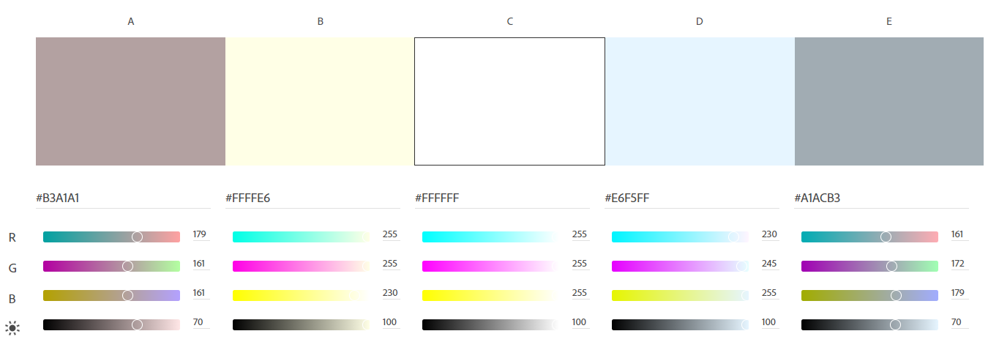 A B C D E
#B3A1A1 #FFFFE6 #FFFFFF #E6F5FF #A1ACB3
R 179 255 255 230 161
G 161 255 255 245 172
B 161 230 255 255 179
70 100 100 100 70